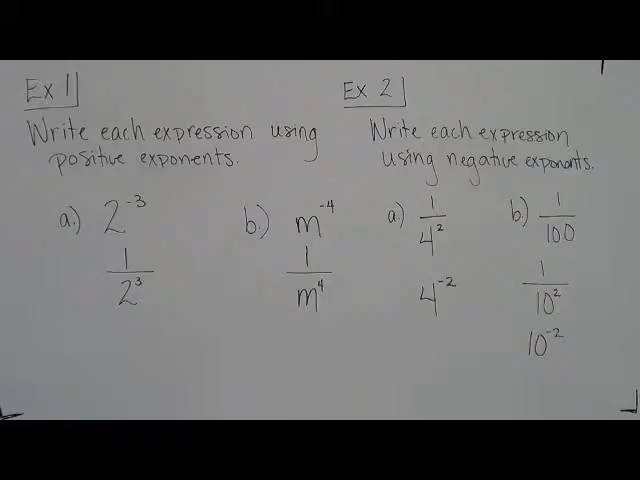 Ex 1
Write each expression using
positive exponents.
a.) 2⁻³
1/2³
b.) m⁻⁴
1/m⁴
Ex 2
Write each expression
using negative exponents.
a.) 1/4²
4⁻²
b.) 1/100
1/10²
10⁻²